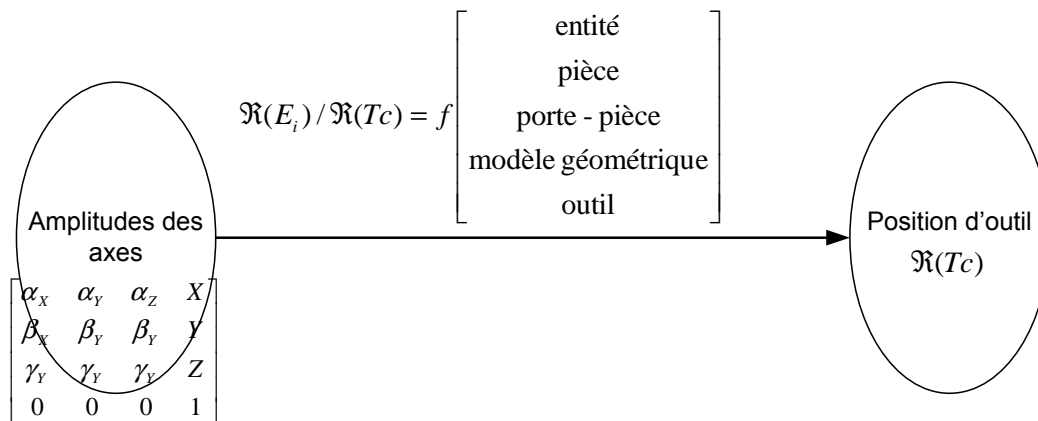 entité
pièce
ℜ(E_i) / ℜ(Tc) = f
porte - pièce
modèle géométrique
outil
Amplitudes des
axes
α_X α_Y α_Z X
β_X β_Y β_Y Y
γ_Y γ_Y γ_Y Z
0 0 0 1
Position d'outil
ℜ(Tc)